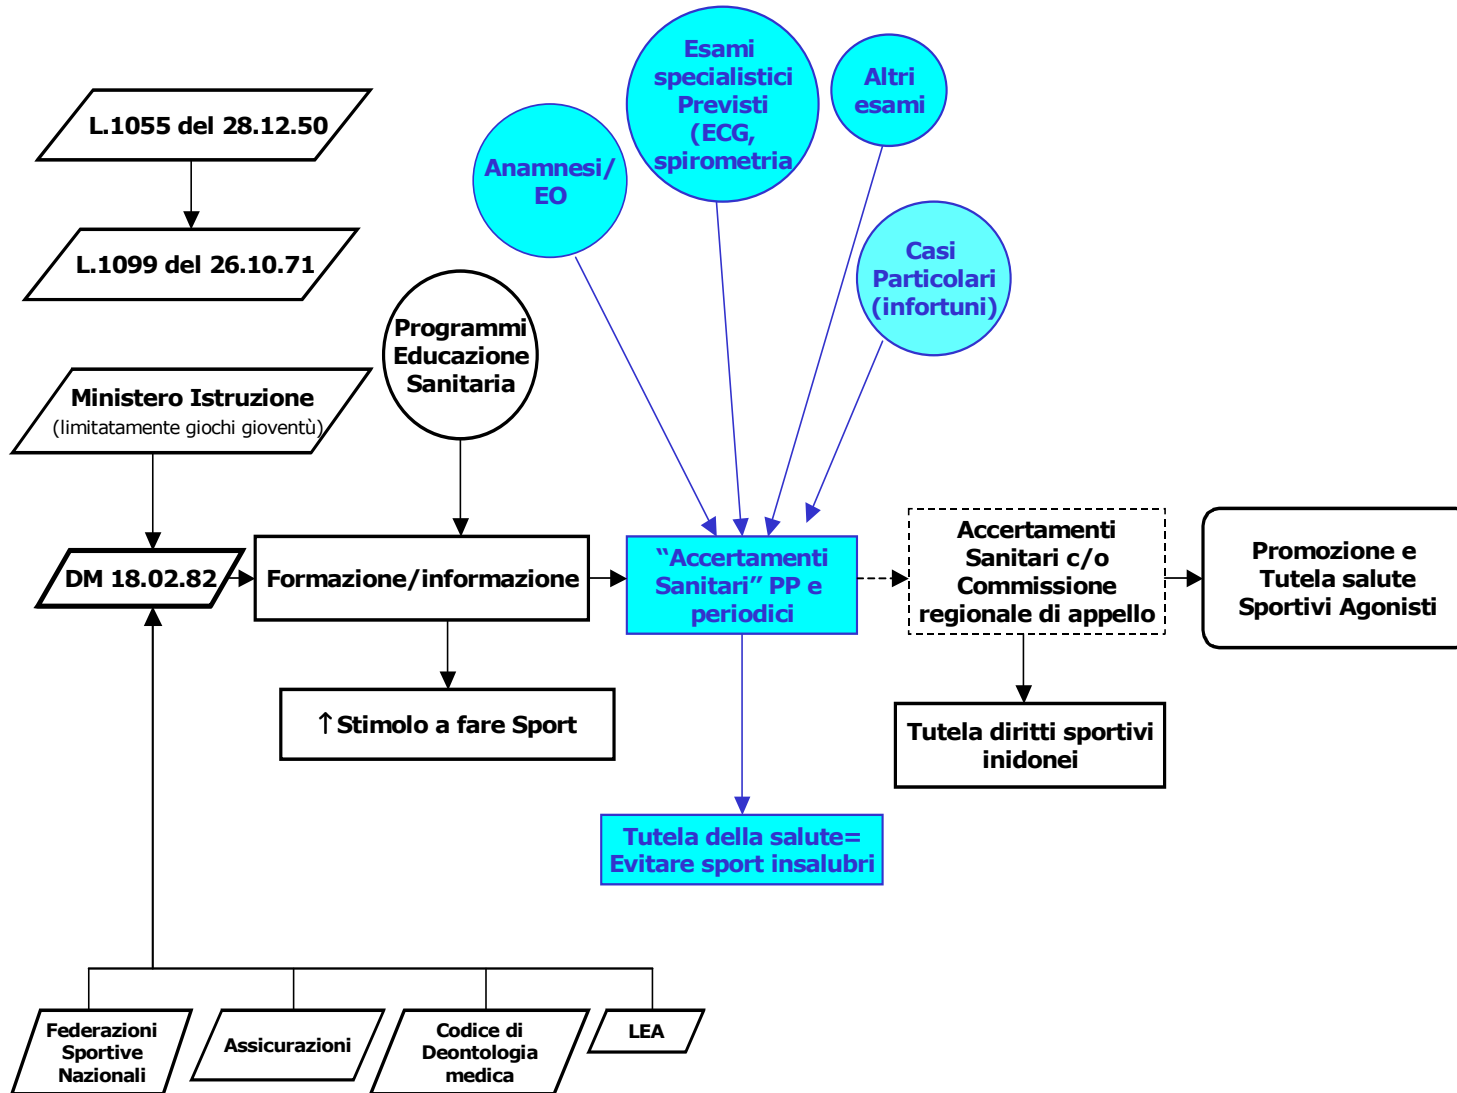 L.1055 del 28.12.50
L.1099 del 26.10.71
Ministero Istruzione
(limitatamente giochi gioventù)
DM 18.02.82
Programmi
Educazione
Sanitaria
Formazione/informazione
↑Stimolo a fare Sport
Anamnesi/
EO
Esami
specialistici
Previsti
(ECG,
spirometria
Altri
esami
Casi
Particolari
(infortuni)
“Accertamenti
Sanitari” PP e
periodici
Tutela della salute=
Evitare sport insalubri
Accertamenti
Sanitari c/o
Commissione
regionale di appello
Tutela diritti sportivi
inidonei
Promozione e
Tutela salute
Sportivi Agonisti
Federazioni
Sportive
Nazionali
Assicurazioni
Codice di
Deontologia
medica
LEA